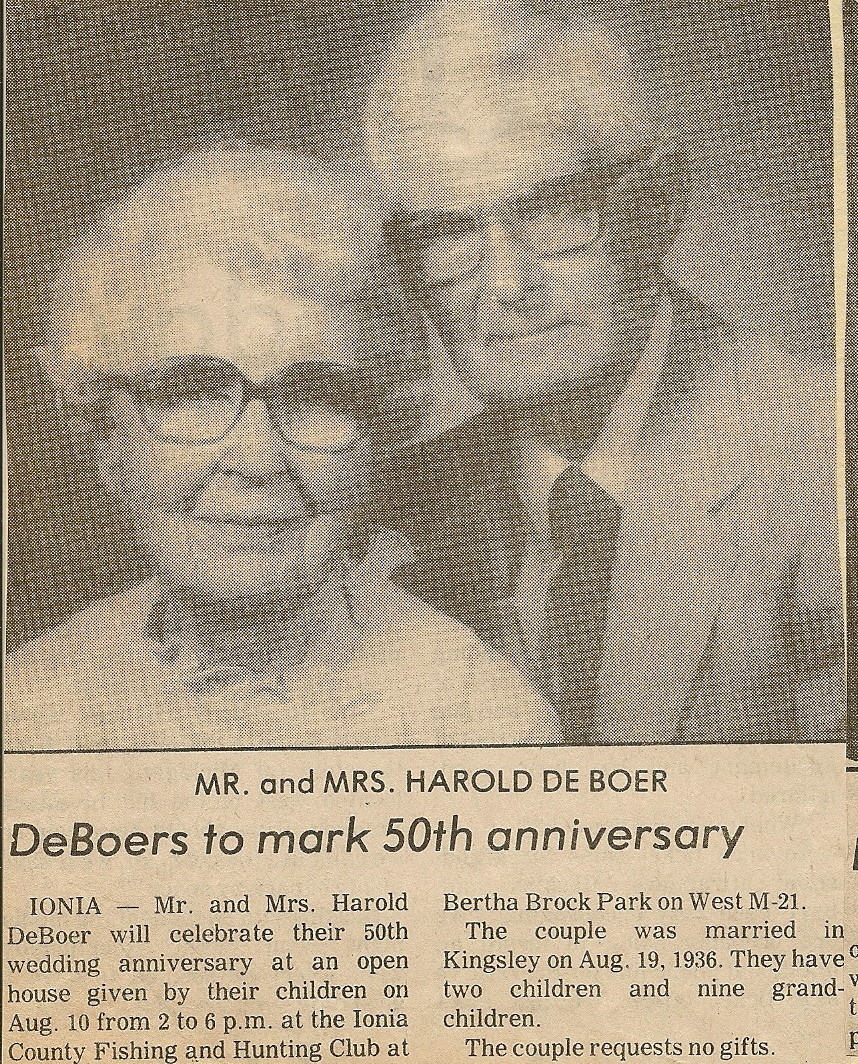 MR. and MRS. HAROLD DE BOER
DeBoers to mark 50th anniversary
IONIA — Mr. and Mrs. Harold
DeBoer will celebrate their 50th
wedding anniversary at an open
house given by their children on
Aug. 10 from 2 to 6 p.m. at the Ionia
County Fishing and Hunting Club at
Bertha Brock Park on West M-21.
The couple was married in
Kingsley on Aug. 19, 1936. They have
two children and nine grand-
children.
The couple requests no gifts.